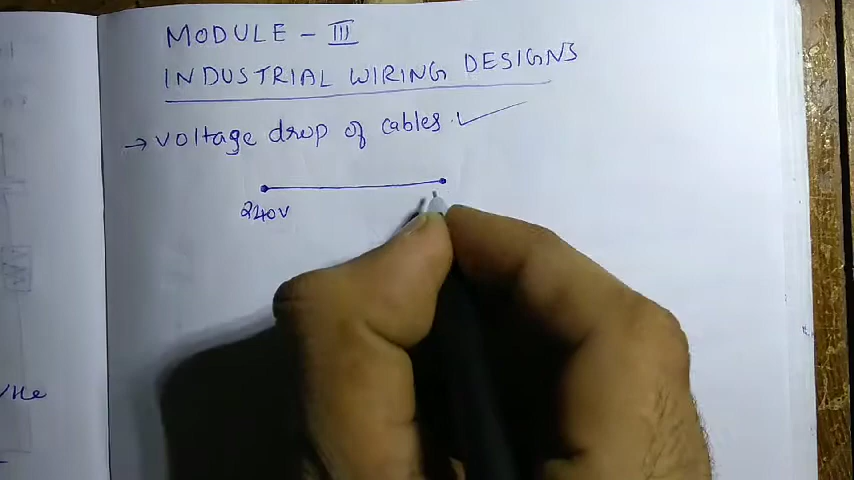 MODULE - III
INDUSTRIAL WIRING DESIGNS
→ voltage drop of cables.
240V